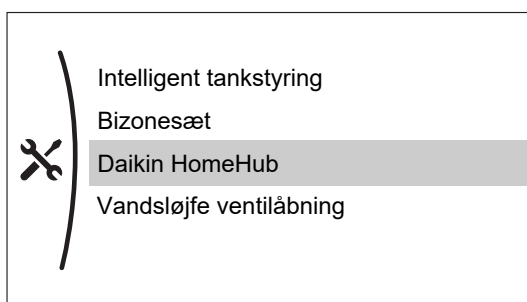 Intelligent tankstyring
Bizonesæt
Daikin HomeHub
Vandsløjfe ventilåbning